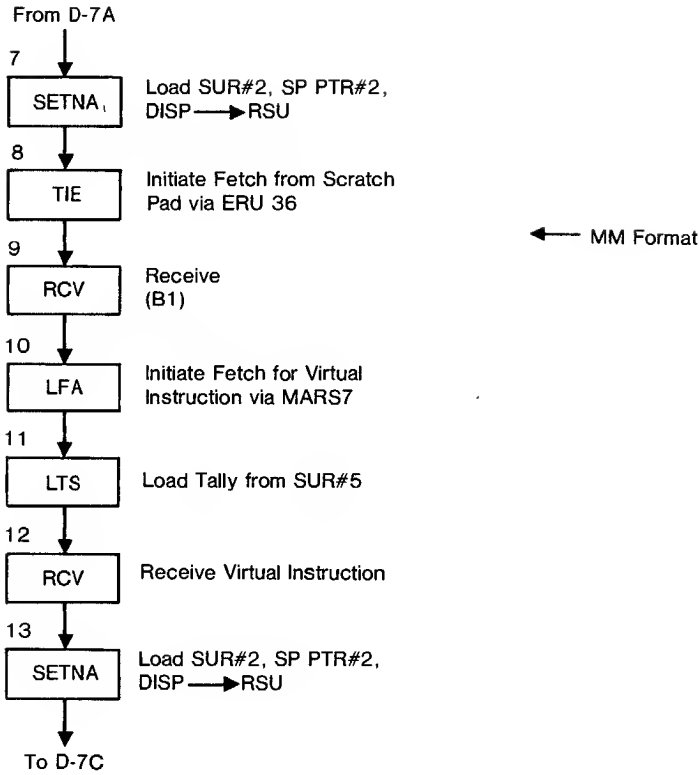 From D-7A
7
SETNA
Load SUR#2, SP PTR#2,
DISP → RSU
8
TIE
Initiate Fetch from Scratch
Pad via ERU 36
← MM Format
9
RCV
Receive
(B1)
10
LFA
Initiate Fetch for Virtual
Instruction via MARS7
11
LTS
Load Tally from SUR#5
12
RCV
Receive Virtual Instruction
13
SETNA
Load SUR#2, SP PTR#2,
DISP → RSU
To D-7C